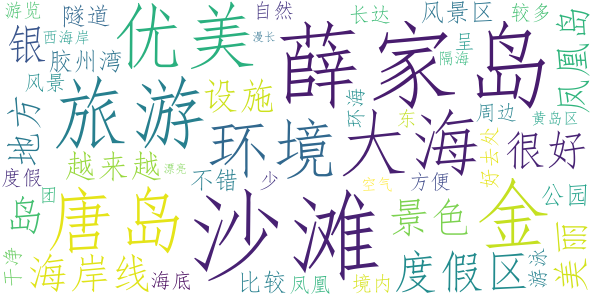 游览
西海岸
隧道
优美
漫长
自然
薛家岛
长达
风景区
呈
隔海
较多
凤凰岛
银
胶州湾
风景
旅游
设施
环海
东
周边
黄岛区
地方
环境
大海
很好
好去处
越来越
漂亮
度假
团
不错
少
空气
方便
公园
岛
唐岛
沙滩
景色
金
美丽
干净
海岸线
海底
比较
凤凰
境内
度假区
游泳